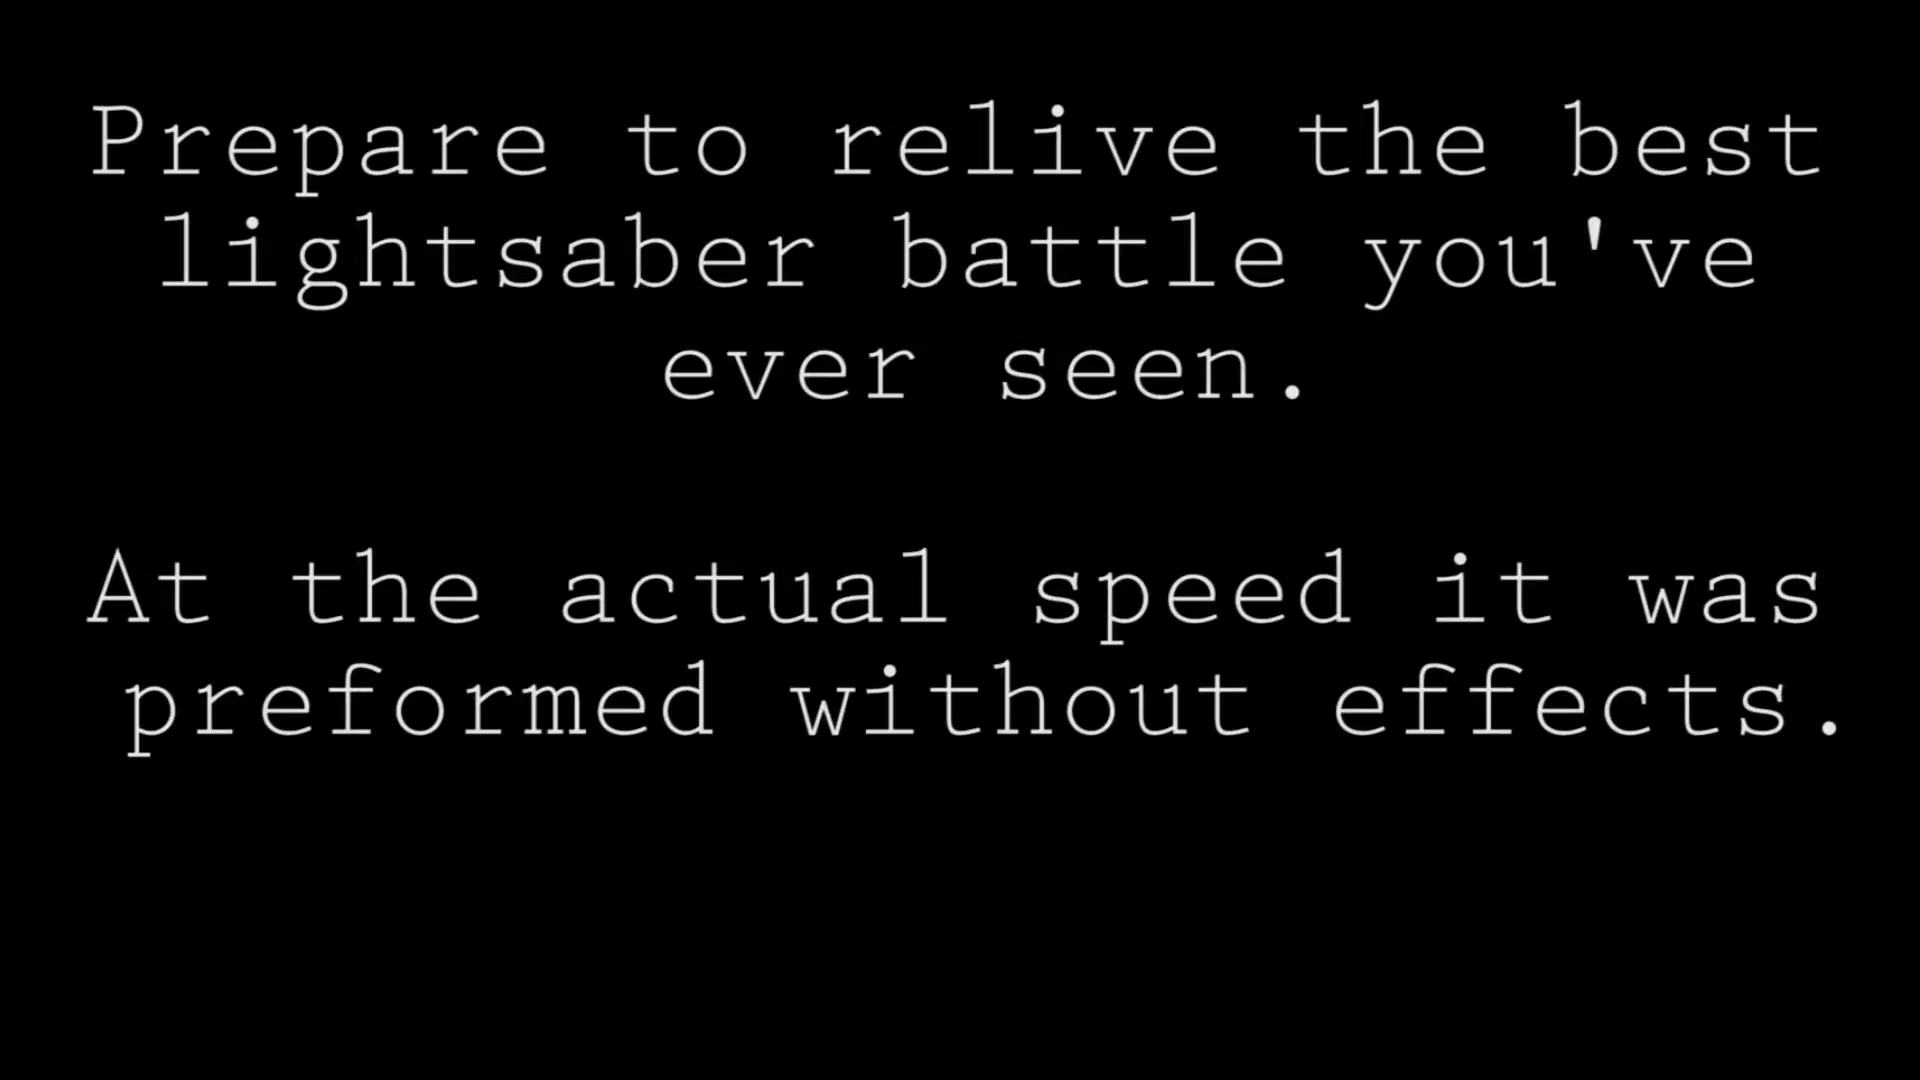 Prepare to relive the best
lightsaber battle you've
ever seen.
At the actual speed it was
preformed without effects.